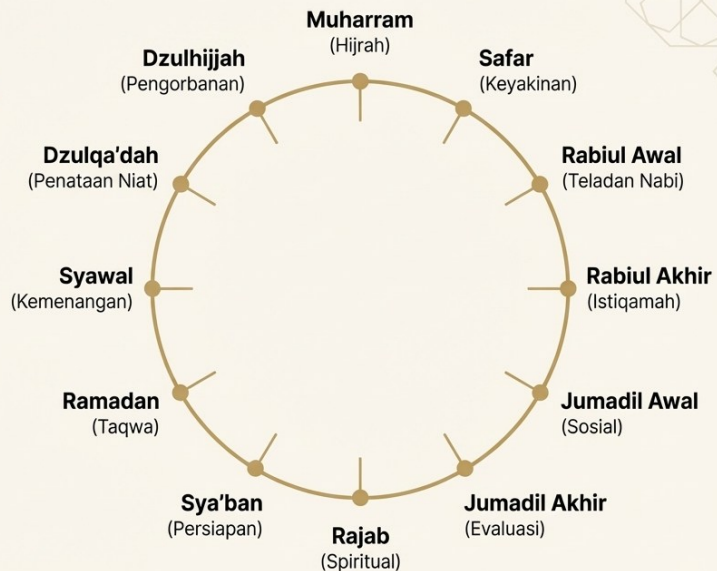 Muharram
(Hijrah)
Safar
(Keyakinan)
Rabiul Awal
(Teladan Nabi)
Rabiul Akhir
(Istiqamah)
Jumadil Awal
(Sosial)
Jumadil Akhir
(Evaluasi)
Rajab
(Spiritual)
Sya'ban
(Persiapan)
Ramadan
(Taqwa)
Syawal
(Kemenangan)
Dzulqa'dah
(Penataan Niat)
Dzulhijjah
(Pengorbanan)